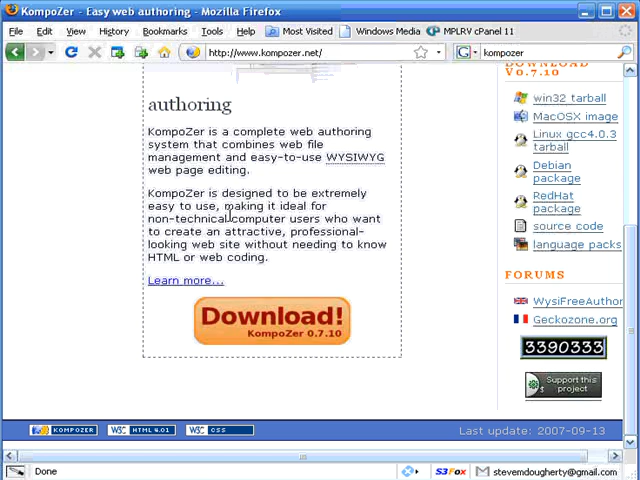 KompoZer - Easy web authoring - Mozilla Firefox
File Edit View History Bookmarks Tools Help Most Visited Windows Media MPLRV cPanel 11
http://www.kompozer.net/
G kompozer
authoring
KompoZer is a complete web authoring
system that combines web file
management and easy-to-use WYSIWYG
web page editing.
KompoZer is designed to be extremely
easy to use, making it ideal for
non-technical computer users who want
to create an attractive, professional-
looking web site without needing to know
HTML or web coding.
Learn more...
Download!
KompoZer 0.7.10
DOWNLOAD
V0.7.10
win32 tarball
MacOSX image
Linux gcc4.0.3
tarball
Debian
package
RedHat
package
source code
language packs
FORUMS
WysiFreeAuthor
Geckozone.org
3390333
Support this
project
KOMPOZER
W3C HTML 4.01
W3C CSS
Last update: 2007-09-13
Done
S3Fox
stevemdougherty@gmail.com